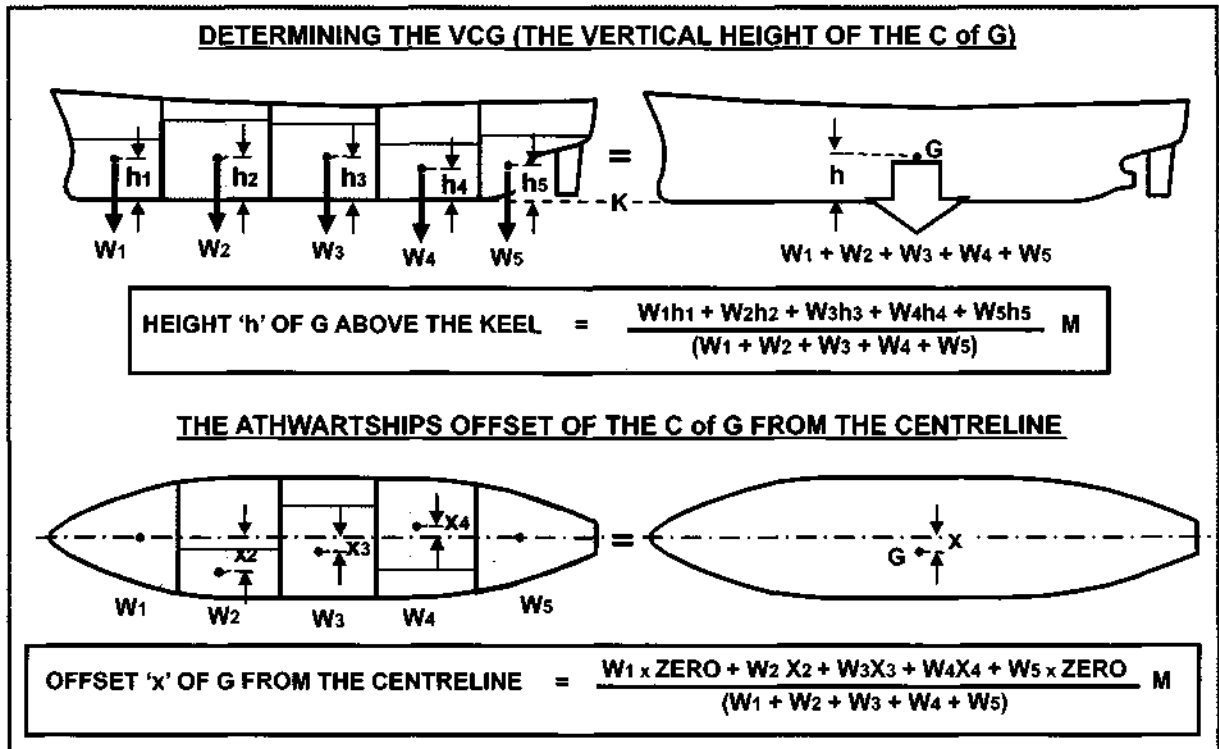 DETERMINING THE VCG (THE VERTICAL HEIGHT OF THE C of G)
h1 h2 h3 h4 h5 = h G
K
W1 W2 W3 W4 W5 W1 + W2 + W3 + W4 + W5
HEIGHT ‘h’ OF G ABOVE THE KEEL = W1h1 + W2h2 + W3h3 + W4h4 + W5h5 M
(W1 + W2 + W3 + W4 + W5)
THE ATHWARTSHIPS OFFSET OF THE C of G FROM THE CENTRELINE
X2 X3 X4 = G X
W1 W2 W3 W4 W5
OFFSET ‘x’ OF G FROM THE CENTRELINE = W1 x ZERO + W2 X2 + W3X3 + W4X4 + W5 x ZERO M
(W1 + W2 + W3 + W4 + W5)